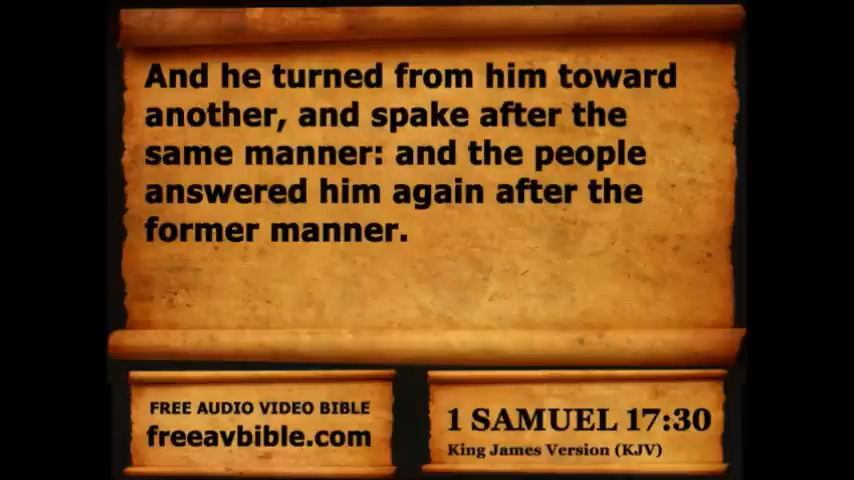 And he turned from him toward
another, and spake after the
same manner: and the people
answered him again after the
former manner.
FREE AUDIO VIDEO BIBLE
freeavbible.com
1 SAMUEL 17:30
King James Version (KJV)